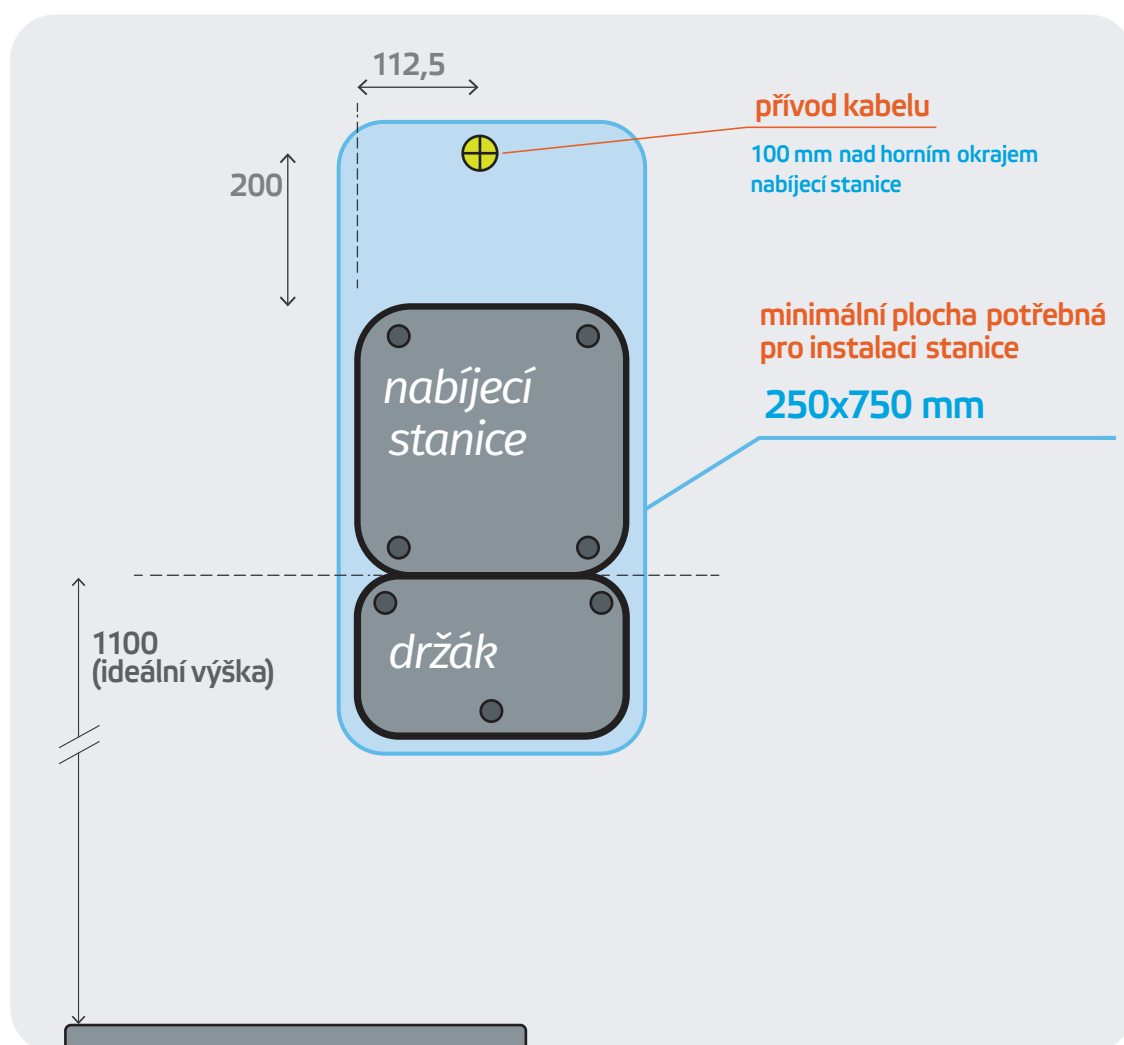 112,5
přívod kabelu
100 mm nad horním okrajem
nabíjecí stanice
200
minimální plocha potřebná
pro instalaci stanice
250x750 mm
nabíjecí
stanice
1100
(ideální výška)
držák